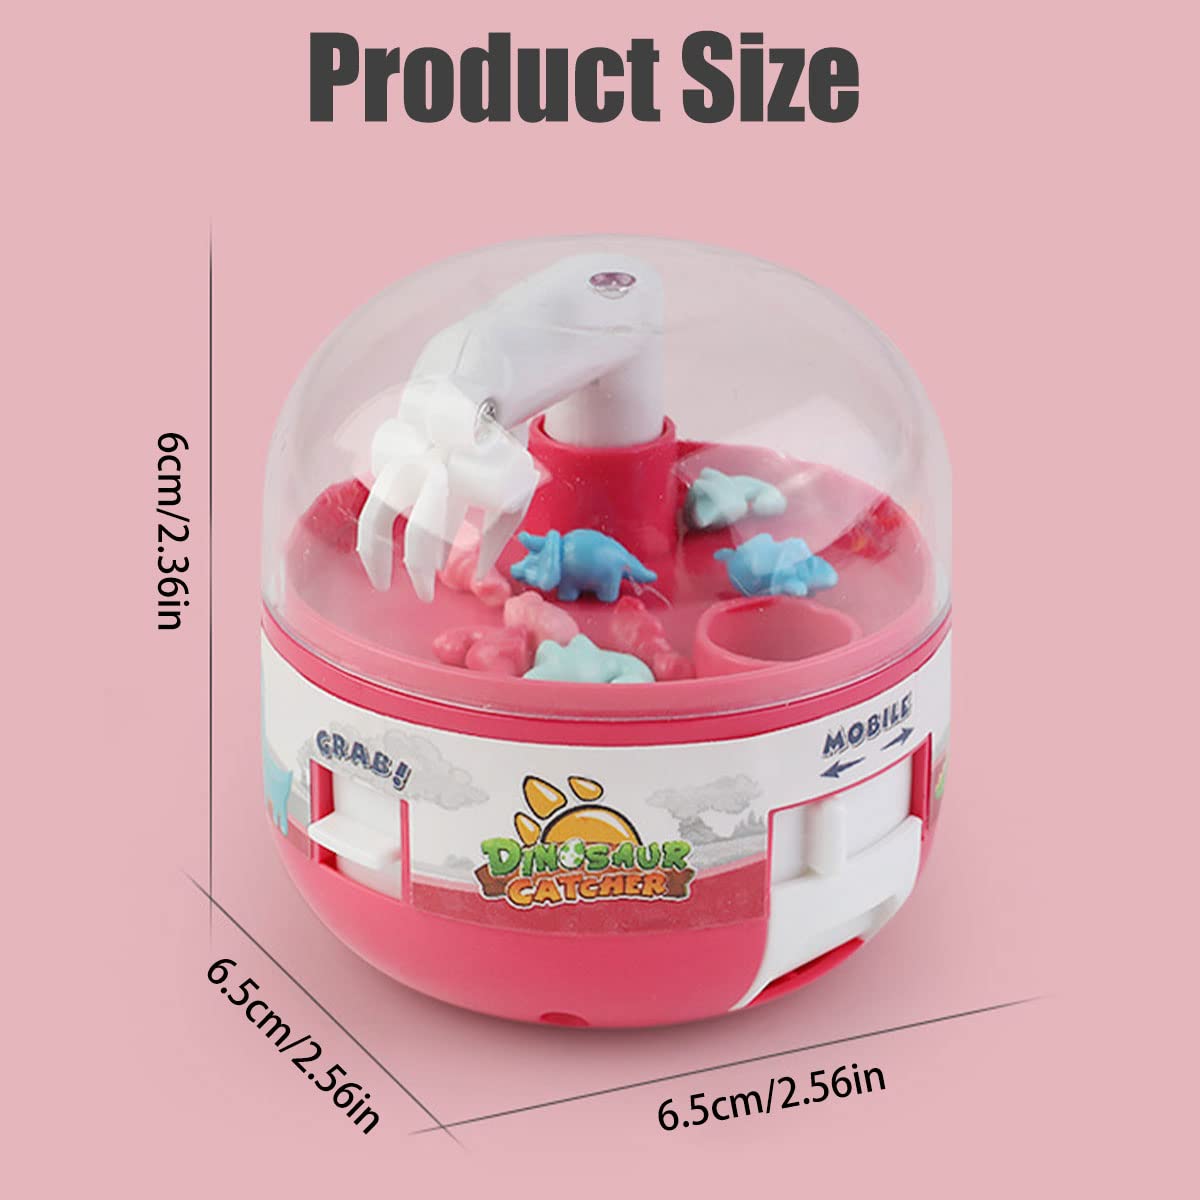 Product Size
6cm/2.36in
GRAB!
MOBILE
DINOSAUR
CATCHER
6.5cm/2.56in
6.5cm/2.56in